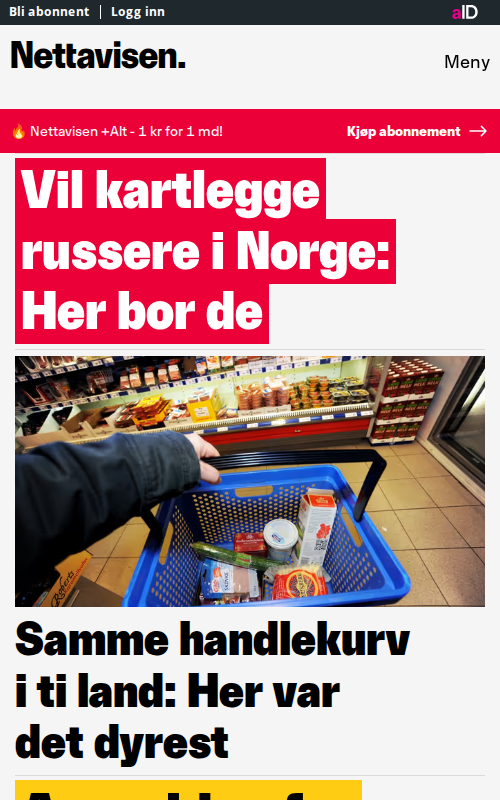 Bli abonnent | Logg inn
aID
Nettavisen.
Meny
🔥 Nettavisen +Alt - 1 kr for 1 md!
Kjøp abonnement →
Vil kartlegge
russere i Norge:
Her bor de
Samme handlekurv
i ti land: Her var
det dyrest